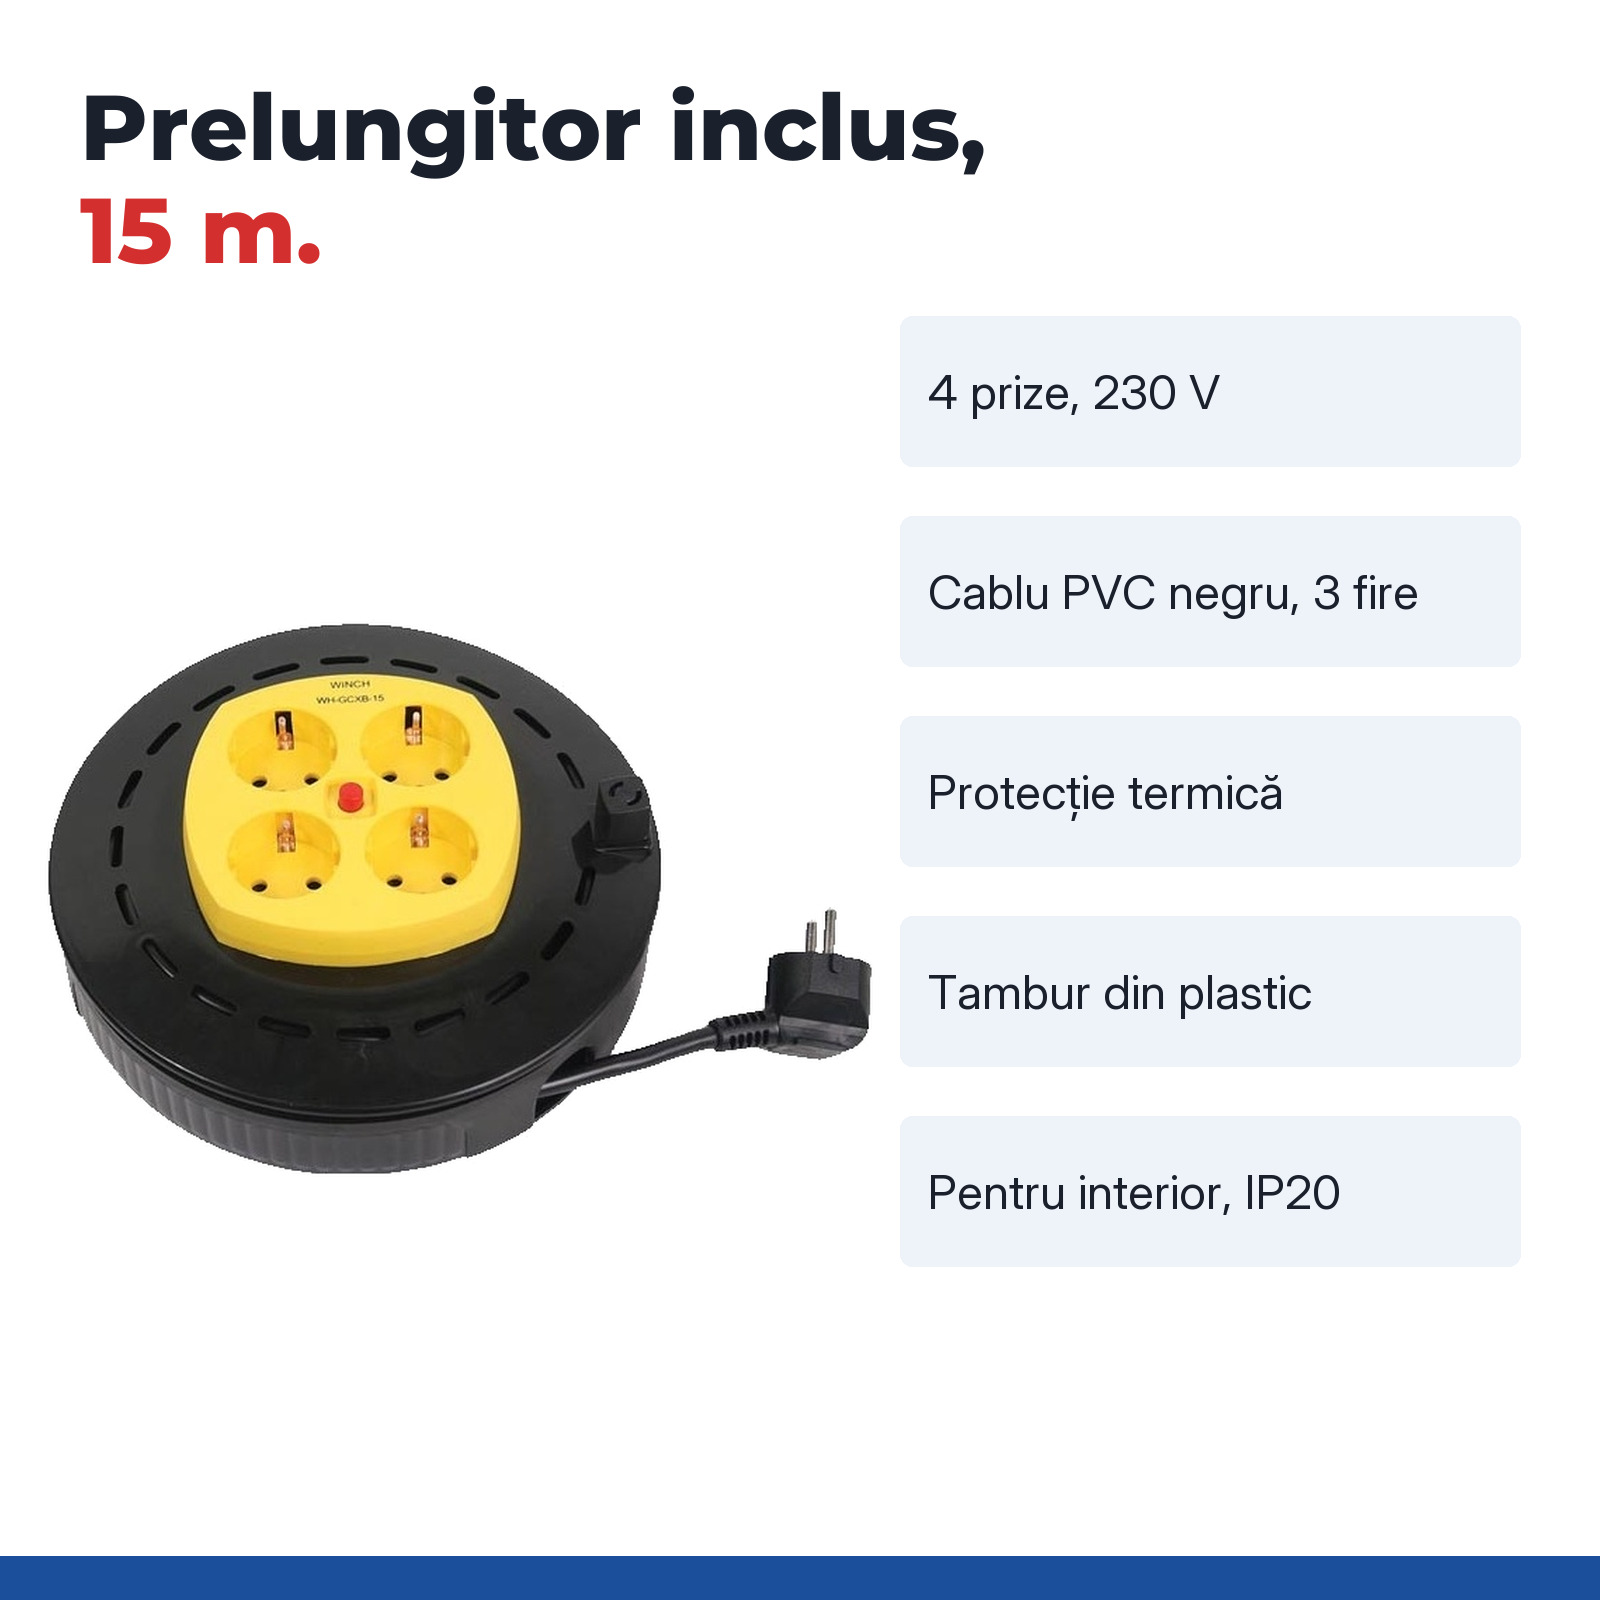 Prelungitor inclus,
15 m.
4 prize, 230 V
Cablu PVC negru, 3 fire
Protecție termică
Tambur din plastic
Pentru interior, IP20
WINCH
WH-GCXB-15